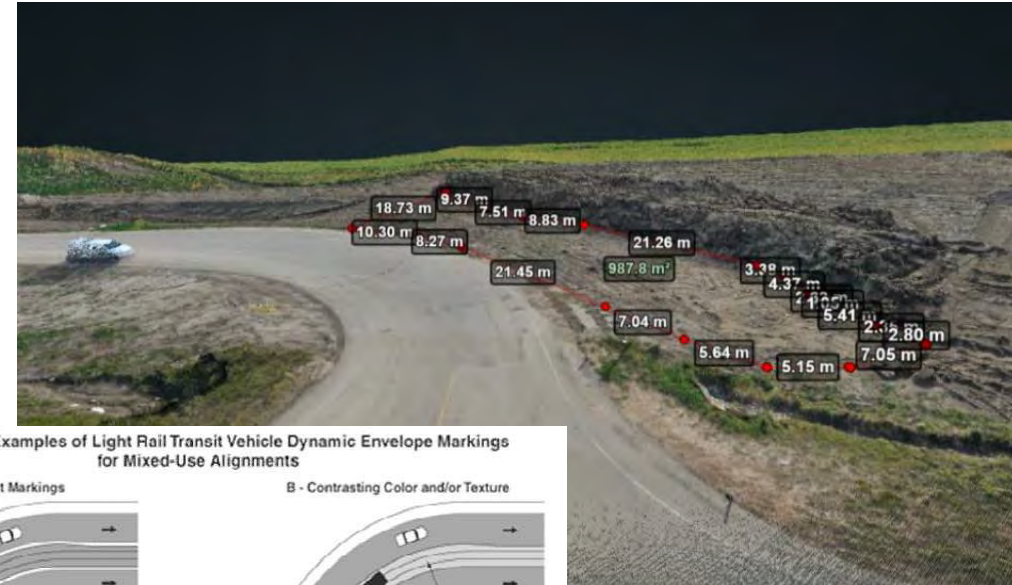 9.37 m
18.73 m
7.51 m
8.83 m
10.30 m
8.27 m
21.26 m
987.8 m²
21.45 m
3.38 m
4.37 m
5.41
7.04 m
2.80 m
5.64 m
7.05 m
5.15 m
Examples of Light Rail Transit Vehicle Dynamic Envelope Markings
for Mixed-Use Alignments
t Markings
B - Contrasting Color and/or Texture